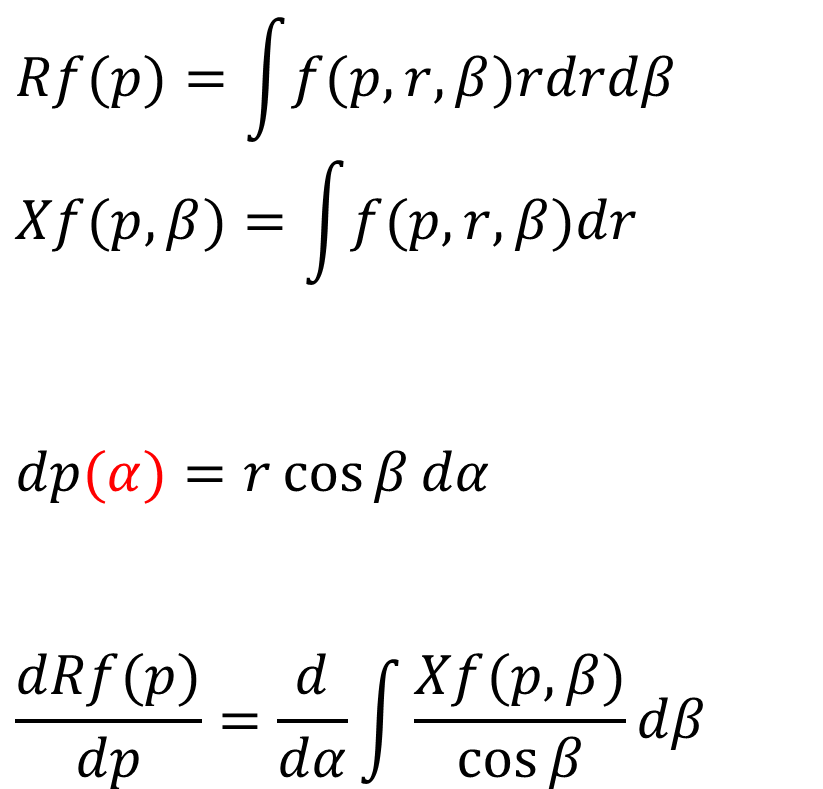 Rf(p) = ∫ f(p, r, β)rdrdβ
Xf(p, β) = ∫ f(p, r, β)dr
dp(α) = r cos β dα
dRf(p)/dp = d/dα ∫ Xf(p, β)/cos β dβ